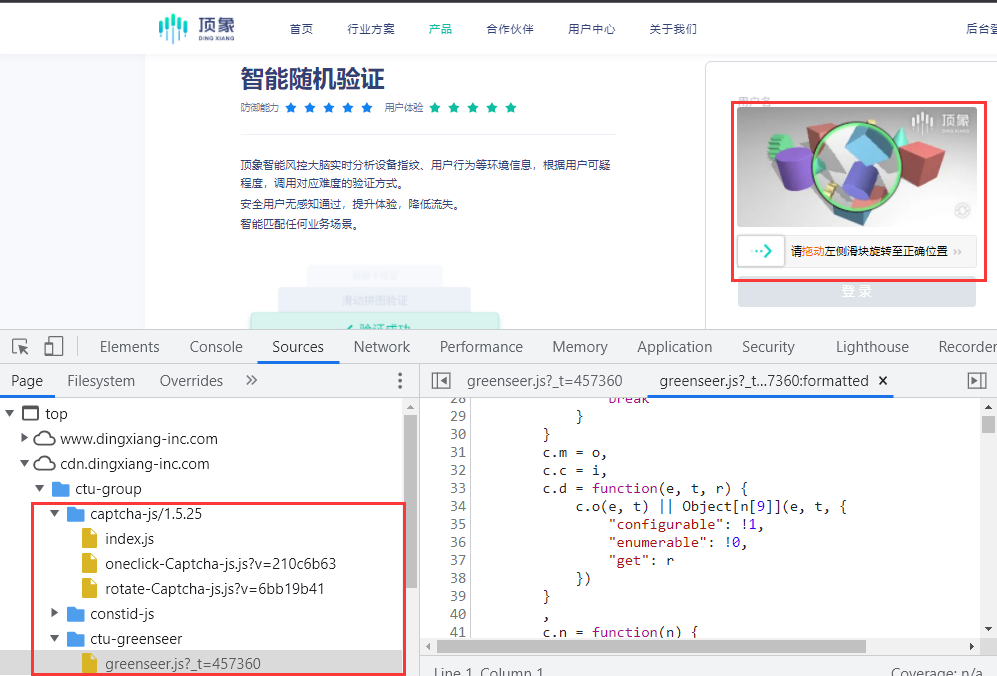 顶象
DING XIANG
首页
行业方案
产品
合作伙伴
用户中心
关于我们
后台登
智能随机验证
防御能力
用户体验
顶象智能风控大脑实时分析设备指纹、用户行为等环境信息，根据用户可疑
程度，调用对应难度的验证方式。
安全用户无感知通过，提升体验，降低流失。
智能匹配任何业务场景。
滑动拼图验证
验证成功
用户名
顶象
DING XIANG
请拖动左侧滑块旋转至正确位置
登录
Elements
Console
Sources
Network
Performance
Memory
Application
Security
Lighthouse
Recorder
Page
Filesystem
Overrides
greenseer.js?_t=457360
greenseer.js?_t...7360:formatted
top
www.dingxiang-inc.com
cdn.dingxiang-inc.com
ctu-group
captcha-js/1.5.25
index.js
oneclick-Captcha-js.js?v=210c6b63
rotate-Captcha-js.js?v=6bb19b41
constid-js
ctu-greenseer
greenseer.js?_t=457360
28 break
29 }
30 }
31 c.m = o,
32 c.c = i,
33 c.d = function(e, t, r) {
34 c.o(e, t) || Object[n[9]](e, t, {
35 "configurable": !1,
36 "enumerable": !0,
37 "get": r
38 })
39 }
40 ,
41 c.n = function(n) {
Line 1, Column 1
Coverage: n/a